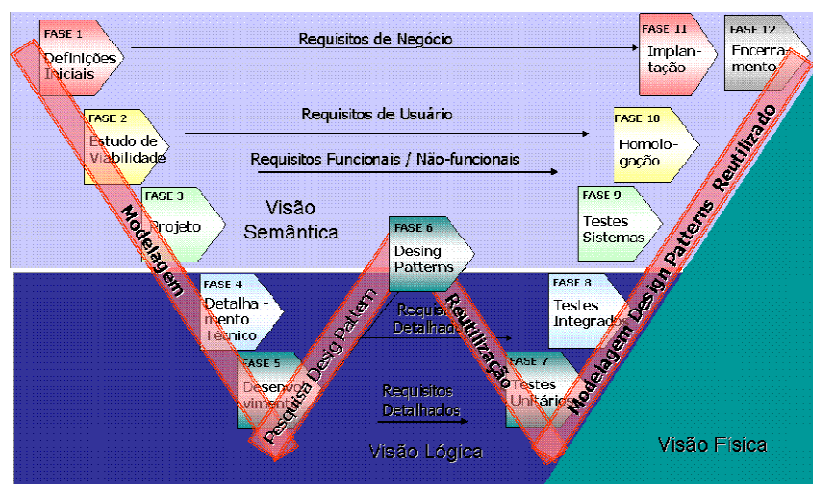 FASE 1
Definições
Iniciais
Requisitos de Negócio
FASE 11
Implan-
tação
FASE 12
Encerra-
mento
FASE 2
Estudo de
Viabilidade
Requisitos de Usuário
FASE 10
Homolo-
gação
Requisitos Funcionais / Não-funcionais
FASE 3
Projeto
Visão
Semântica
FASE 6
Desing
Patterns
FASE 9
Testes
Sistemas
Modelagem
FASE 4
Detalha-
mento
Técnico
Pesquisa Desig Pattern
Detalhado
Reutilização
FASE 8
Testes
Integrados
Modelagem Design Patterns Reutilizado
FASE 5
Desenvol
vimento
Requisitos
Detalhados
FASE 7
Testes
Unitários
Visão Lógica
Visão Física